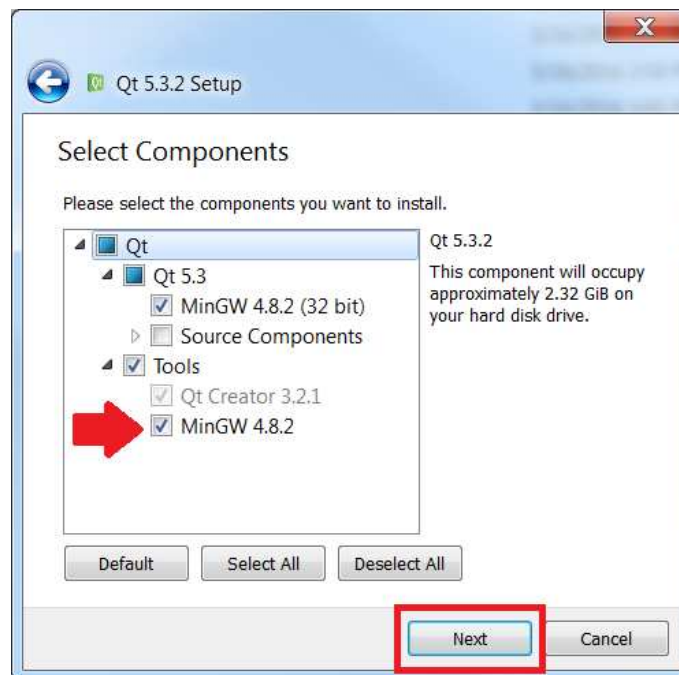 Qt 5.3.2 Setup
Select Components
Please select the components you want to install.
Qt
Qt 5.3
MinGW 4.8.2 (32 bit)
Source Components
Tools
Qt Creator 3.2.1
MinGW 4.8.2
Qt 5.3.2
This component will occupy
approximately 2.32 GiB on
your hard disk drive.
Default
Select All
Deselect All
Next
Cancel